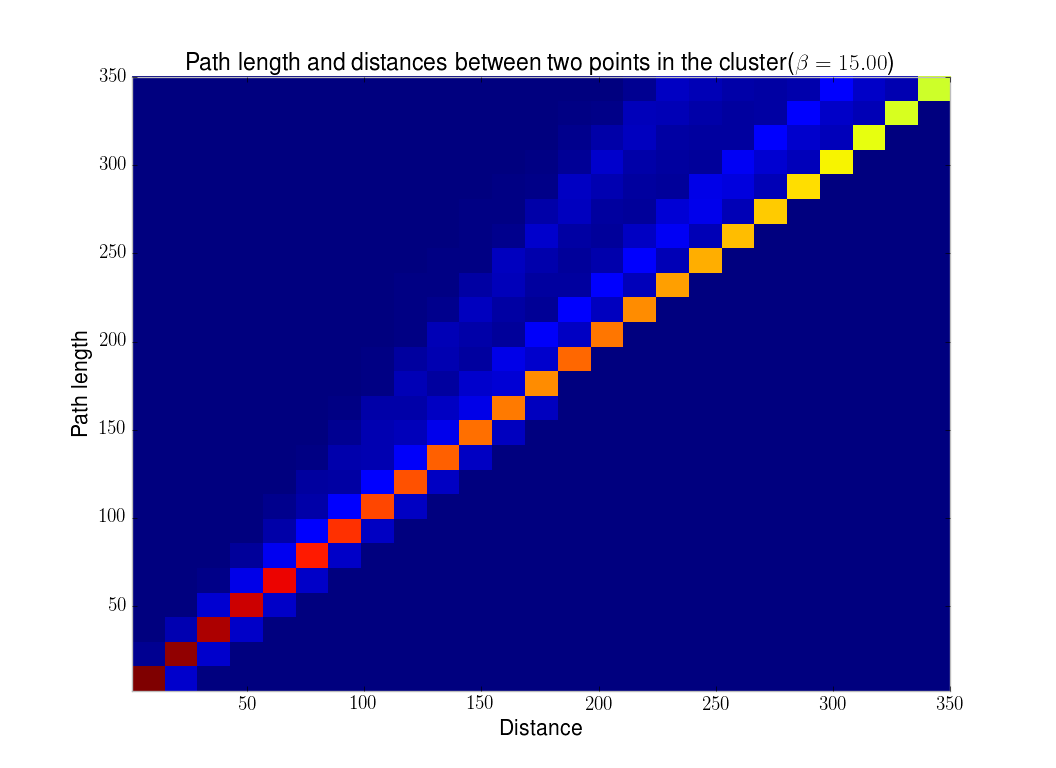 Path length and distances between two points in the cluster(β = 15.00)
350
300
250
200
150
100
50
Path length
50 100 150 200 250 300 350
Distance